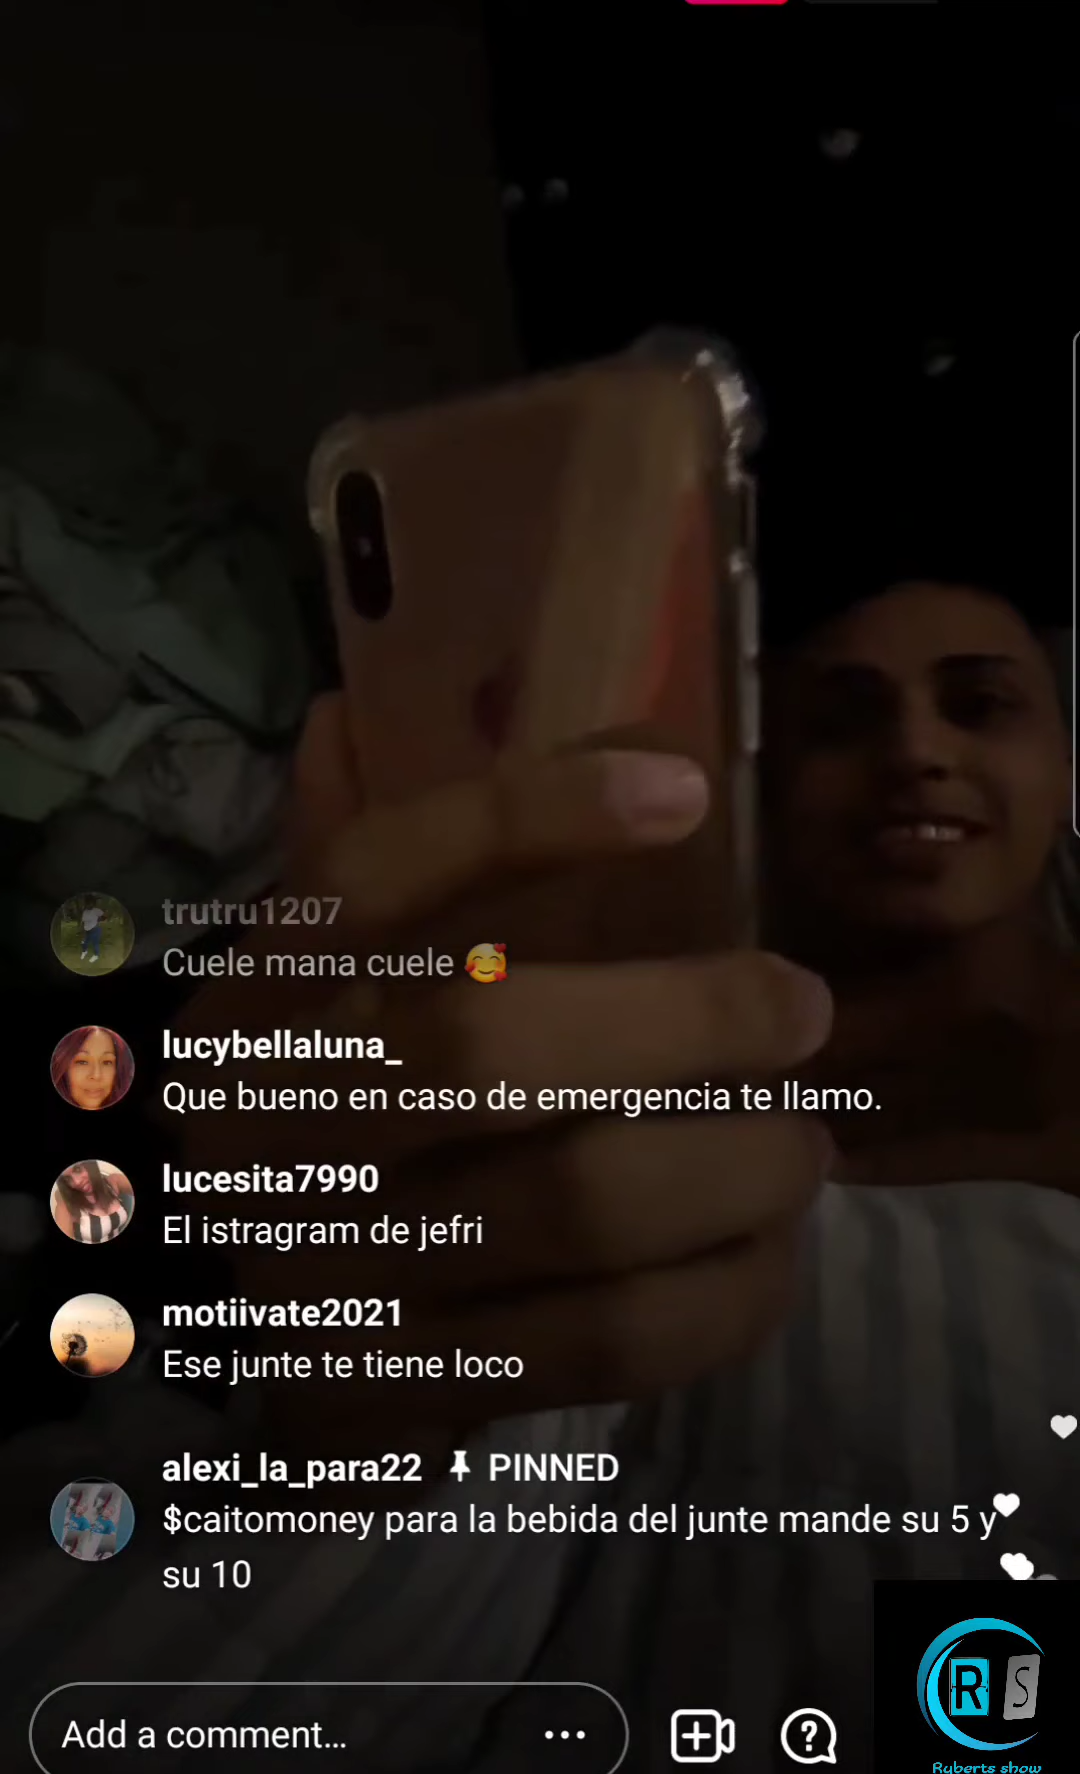 trutru1207
Cuele mana cuele 🥰
lucybellaluna_
Que bueno en caso de emergencia te llamo.
lucesita7990
El istragram de jefri
motiivate2021
Ese junte te tiene loco
alexi_la_para22 PINNED
$caitomoney para la bebida del junte mande su 5 y
su 10
Add a comment...
R S
Ryberts show